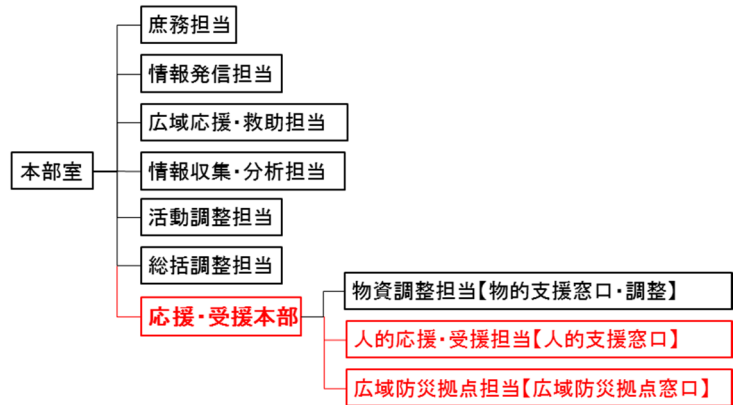 庶務担当
情報発信担当
広域応援・救助担当
本部室
情報収集・分析担当
活動調整担当
総括調整担当
応援・受援本部
物資調整担当【物的支援窓口・調整】
人的応援・受援担当【人的支援窓口】
広域防災拠点担当【広域防災拠点窓口】